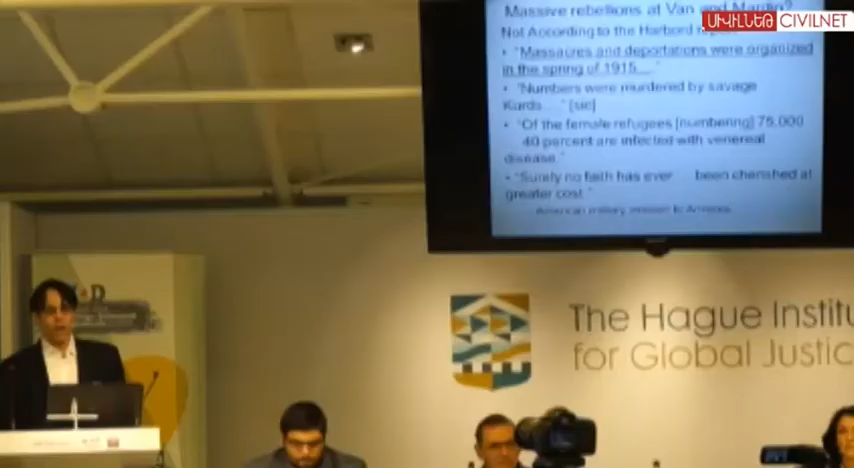 ՍԻՎԻԼՆԵԹ CIVILNET
Massive rebellions at Van and Mardin?
Not According to the Harbord
• "Massacres and deportations were organized
in the spring of 1915 ...."
• "Numbers were murdered by savage
Kurds ...." [sic]
• "Of the female refugees [numbering] 75,000
40 percent are infected with venereal
disease."
• "Surely no faith has ever been cherished at
greater cost."
American military mission to Armenia
The Hague Institu
for Global Justic